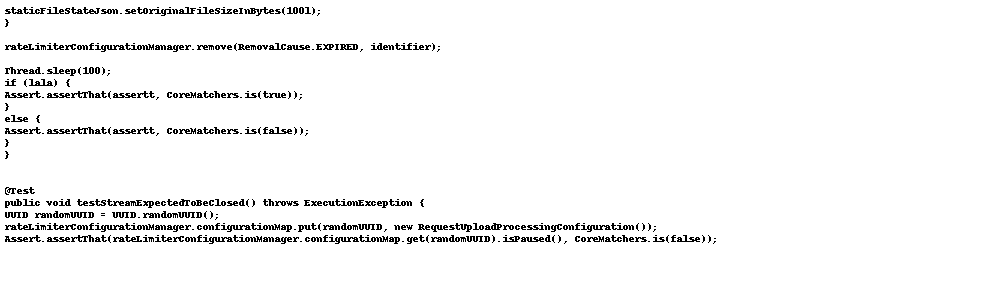 staticFileStateJson.setOriginalFileSizeInBytes(100l);
}
rateLimiterConfigurationManager.remove(RemovalCause.EXPIRED, identifier);
Thread.sleep(100);
if (lala) {
Assert.assertThat(assertt, CoreMatchers.is(true));
}
else {
Assert.assertThat(assertt, CoreMatchers.is(false));
}
}
@Test
public void testStreamExpectedToBeClosed() throws ExecutionException {
UUID randomUUID = UUID.randomUUID();
rateLimiterConfigurationManager.configurationMap.put(randomUUID, new RequestUploadProcessingConfiguration());
Assert.assertThat(rateLimiterConfigurationManager.configurationMap.get(randomUUID).isPaused(), CoreMatchers.is(false));